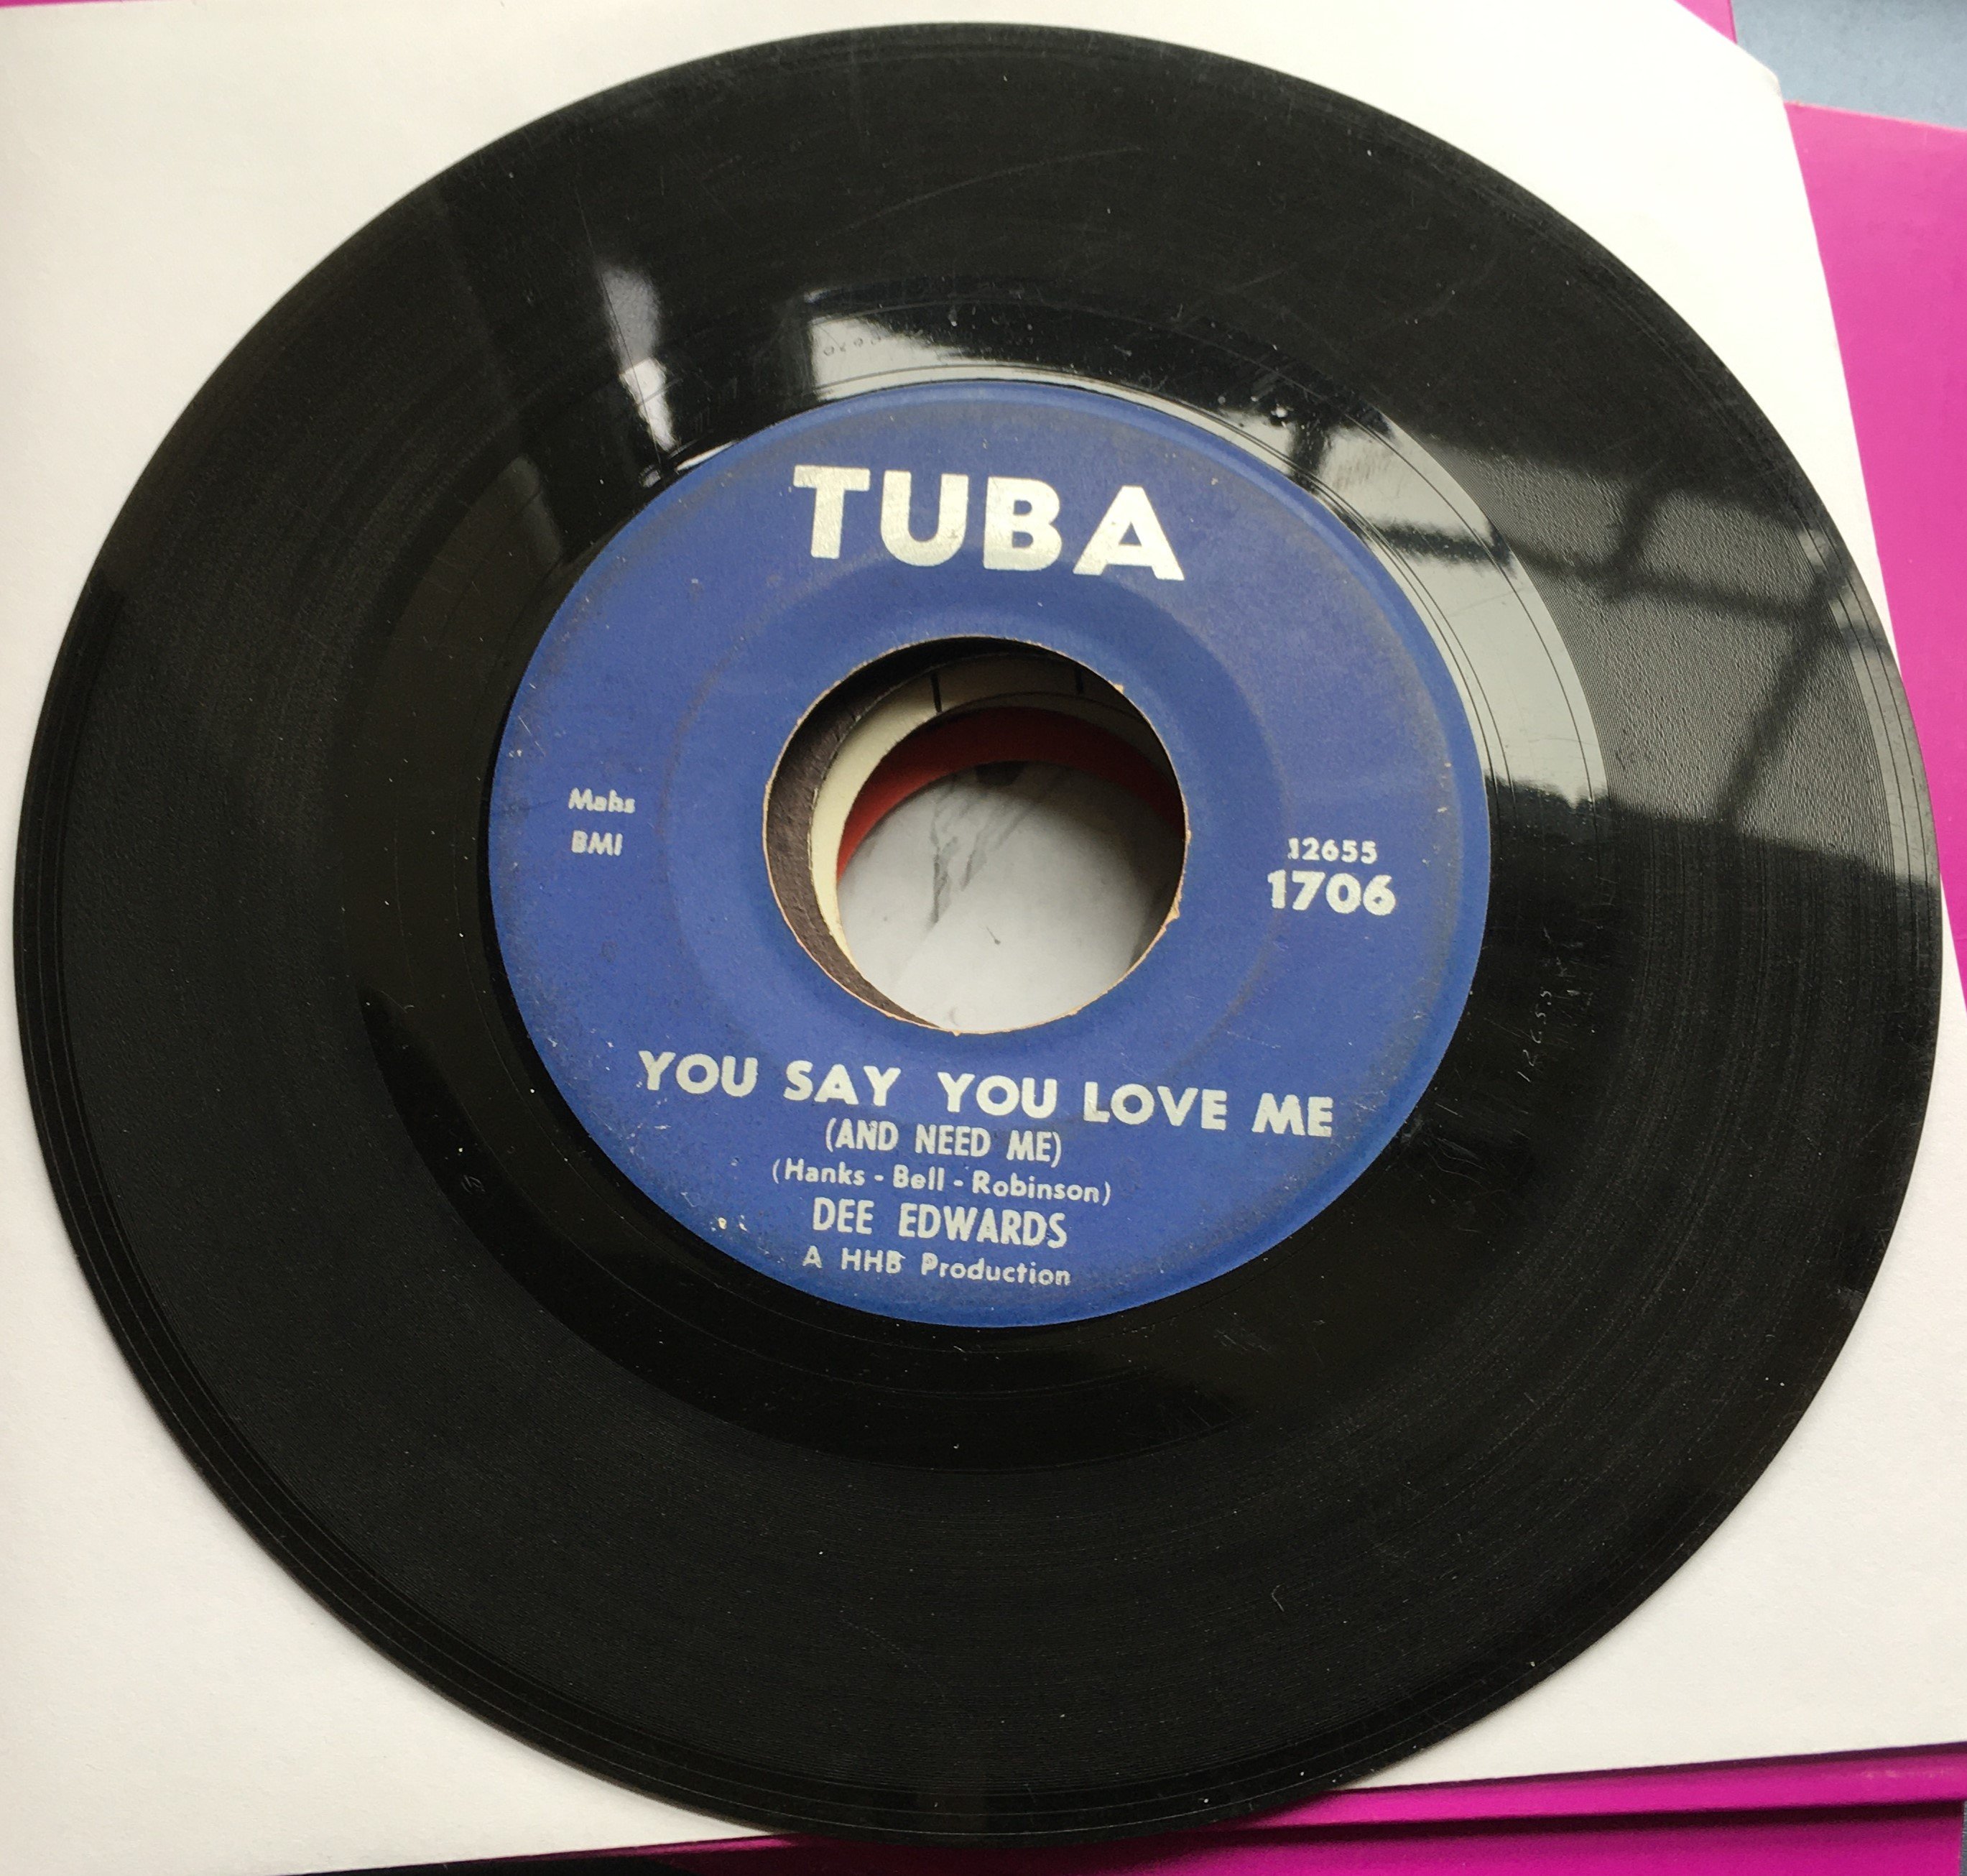 TUBA
Mahs
BMI
12655
1706
YOU SAY YOU LOVE ME
(AND NEED ME)
(Hanks - Bell - Robinson)
DEE EDWARDS
A HHB Production